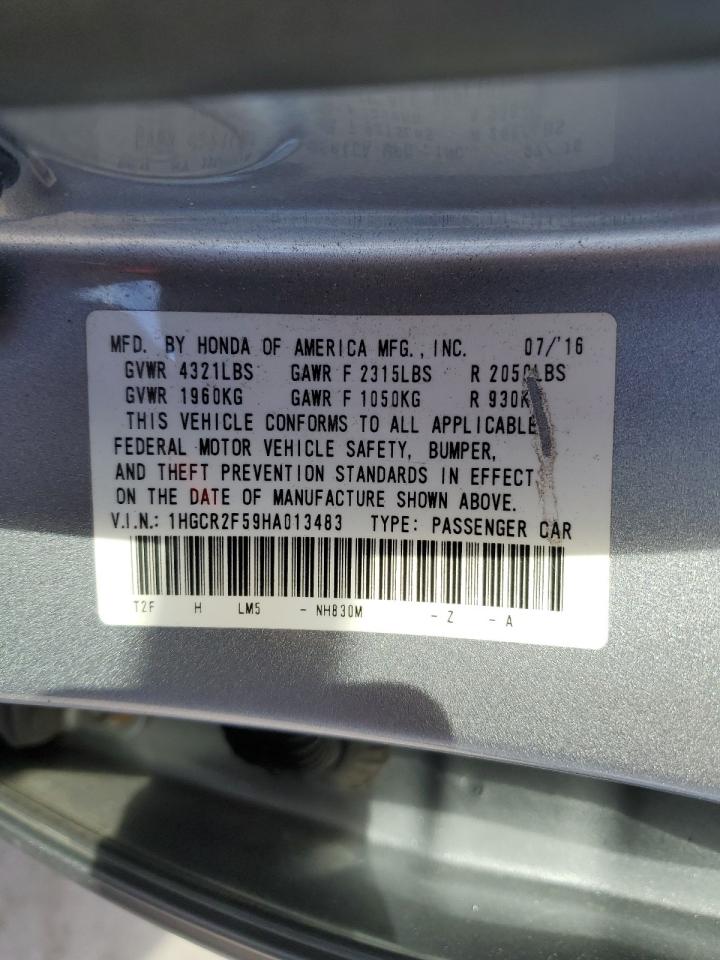 MFD. BY HONDA OF AMERICA MFG., INC. 07/'16
GVWR 4321LBS GAWR F 2315LBS R 2050LBS
GVWR 1960KG GAWR F 1050KG R 930K
THIS VEHICLE CONFORMS TO ALL APPLICABLE
FEDERAL MOTOR VEHICLE SAFETY, BUMPER,
AND THEFT PREVENTION STANDARDS IN EFFECT
ON THE DATE OF MANUFACTURE SHOWN ABOVE.
V.I.N.: 1HGCR2F59HA013483 TYPE: PASSENGER CAR
T2F H LM5 - NH830M - Z - A